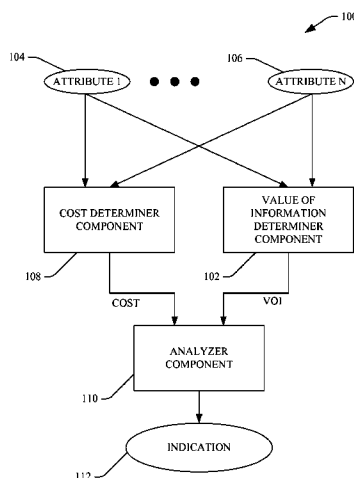 100
104
106
ATTRIBUTE 1
ATTRIBUTE N
COST DETERMINER
COMPONENT
VALUE OF
INFORMATION
DETERMINER
COMPONENT
108
102
COST
VOI
ANALYZER
COMPONENT
110
INDICATION
112